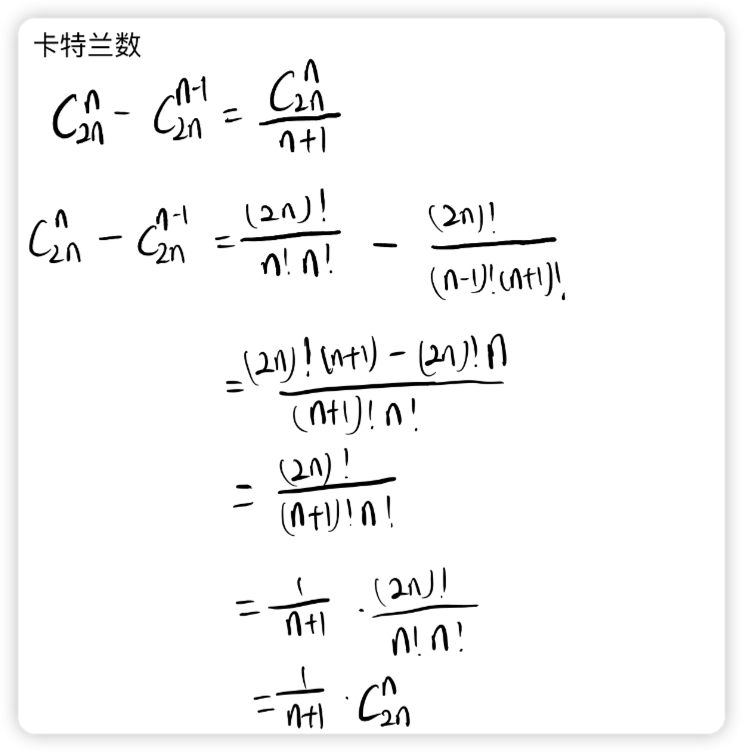 卡特兰数
$C_{2n}^{n} - C_{2n}^{n-1} = \frac{C_{2n}^{n}}{n+1}$
$C_{2n}^{n} - C_{2n}^{n-1} = \frac{(2n)!}{n!\,n!} - \frac{(2n)!}{(n-1)!\,(n+1)!}$
$= \frac{(2n)!(n+1) - (2n)!\,n}{(n+1)!\,n!}$
$= \frac{(2n)!}{(n+1)!\,n!}$
$= \frac{1}{n+1} \cdot \frac{(2n)!}{n!\,n!}$
$= \frac{1}{n+1} \cdot C_{2n}^{n}$